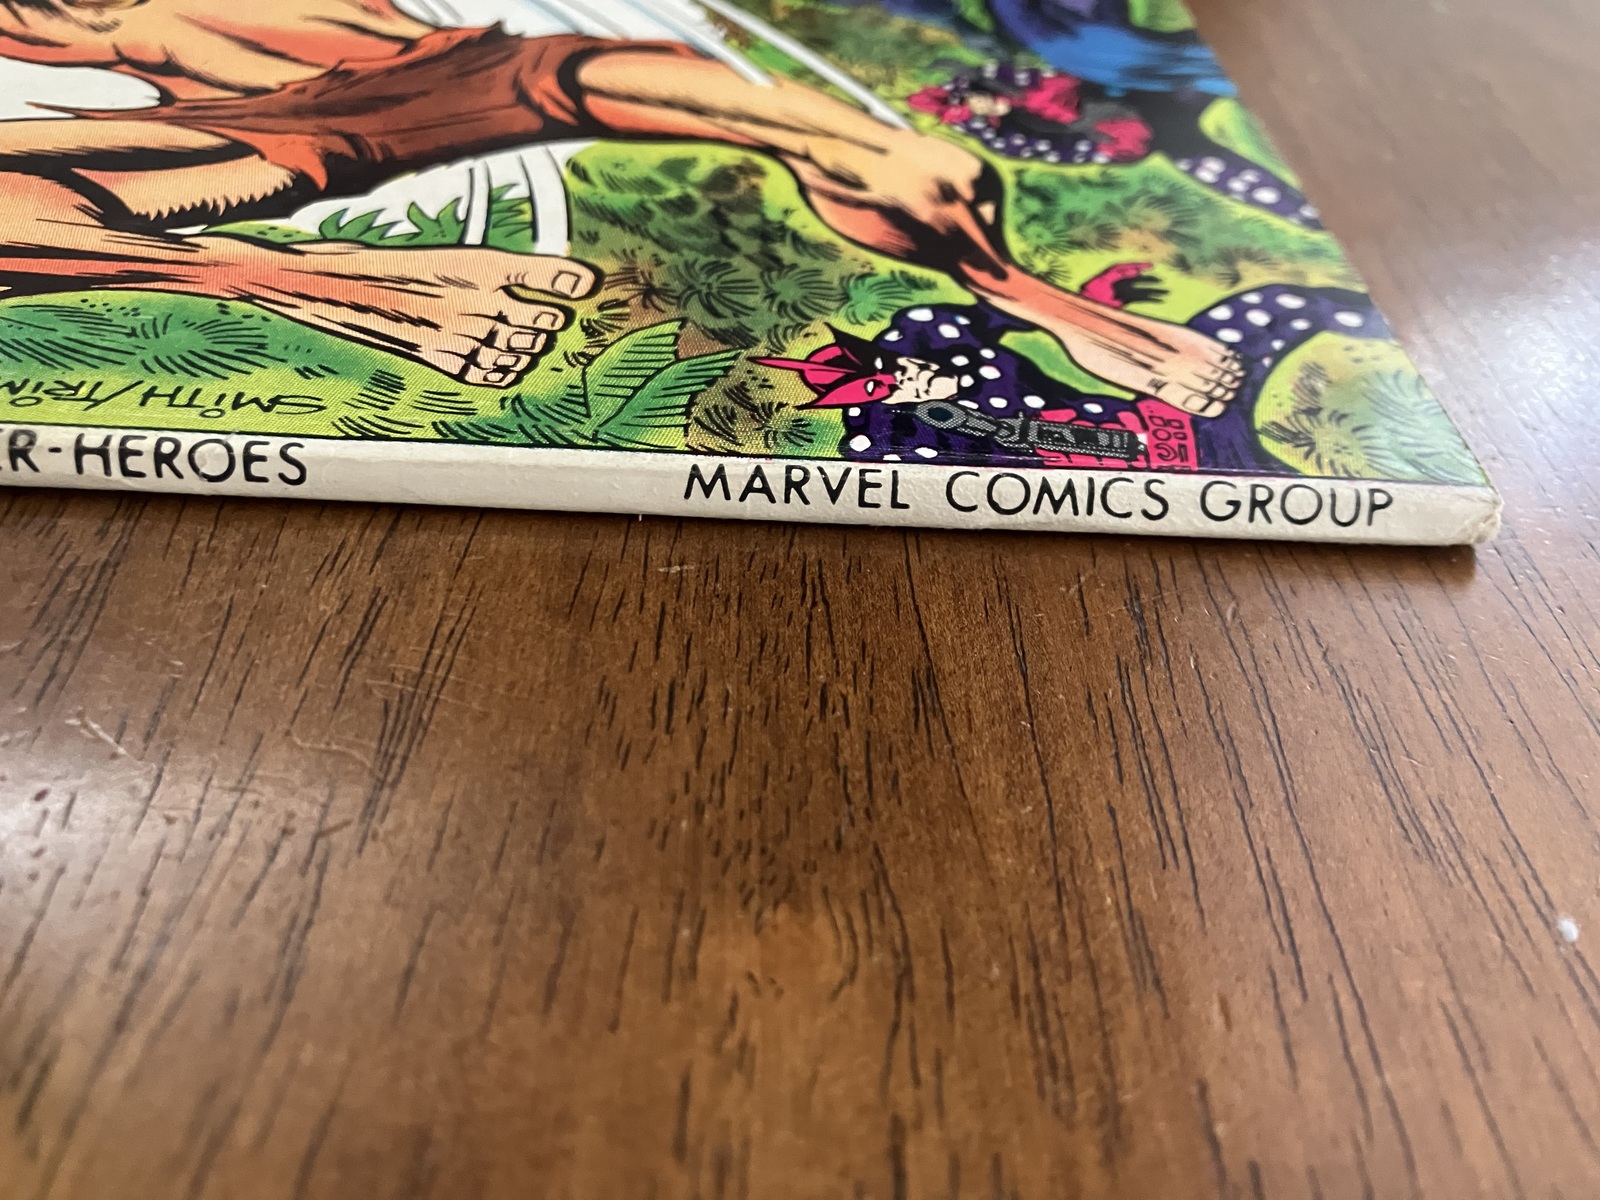 SMITH/TRIM
ER-HEROES MARVEL COMICS GROUP